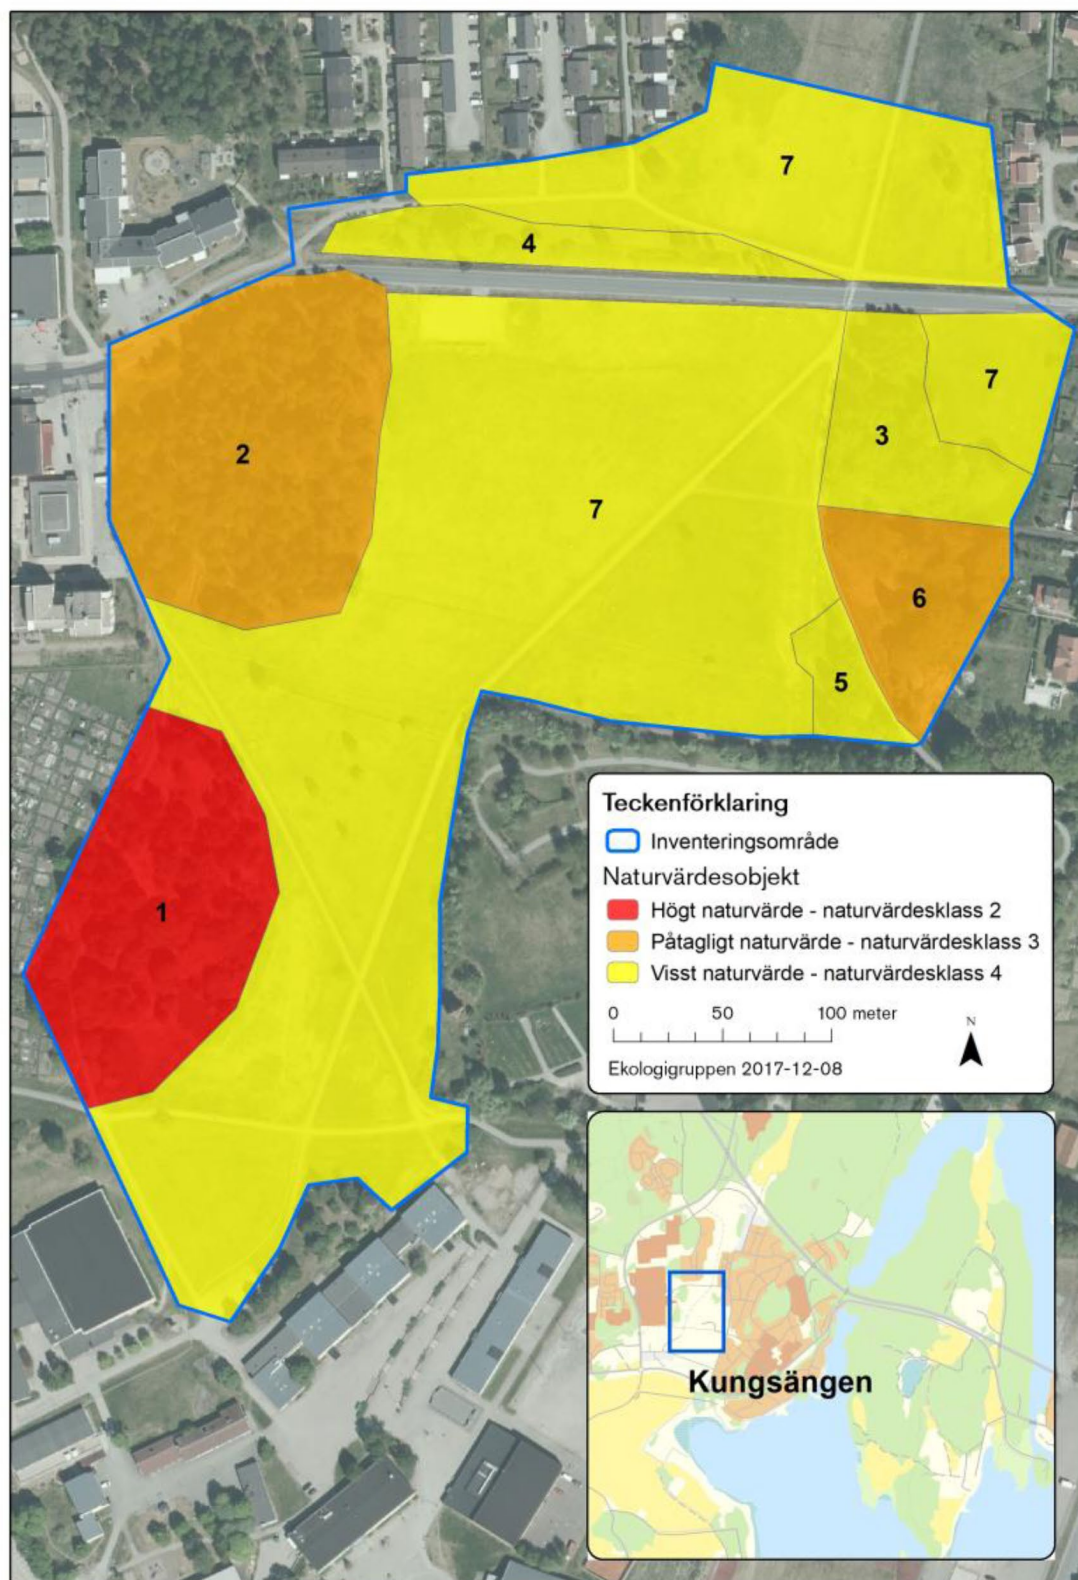 7
4
7
2
3
7
6
5
1
Teckenförklaring
Inventeringsområde
Naturvärdesobjekt
Högt naturvärde - naturvärdesklass 2
Påtagligt naturvärde - naturvärdesklass 3
Visst naturvärde - naturvärdesklass 4
0 50 100 meter
N
Ekologigruppen 2017-12-08
Kungsängen